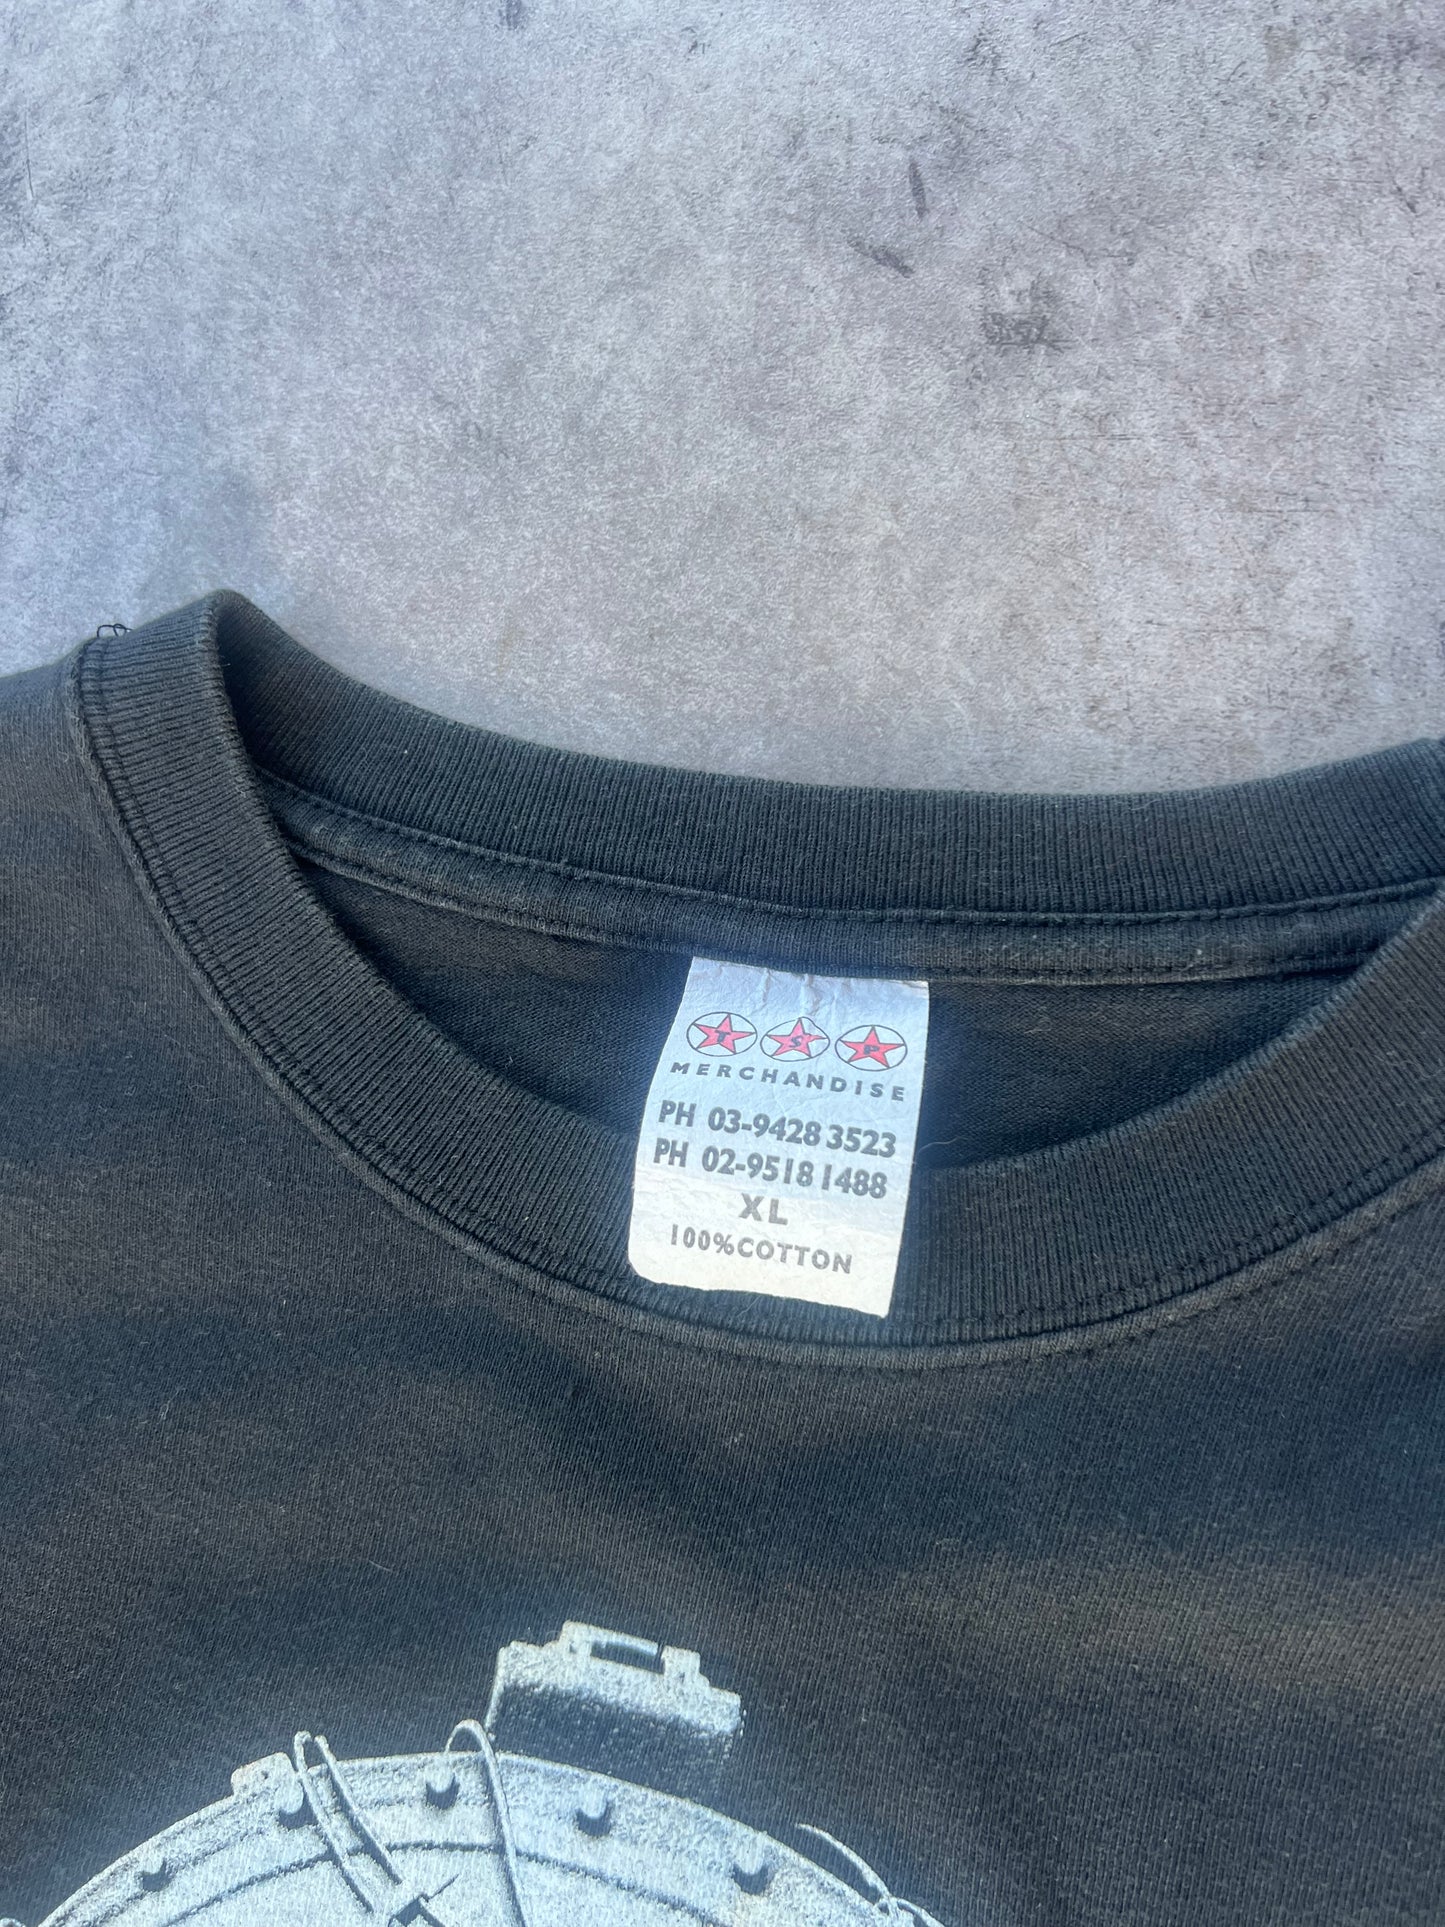 T S P
MERCHANDISE
PH 03-9428 3523
PH 02-9518 1488
XL
100%COTTON